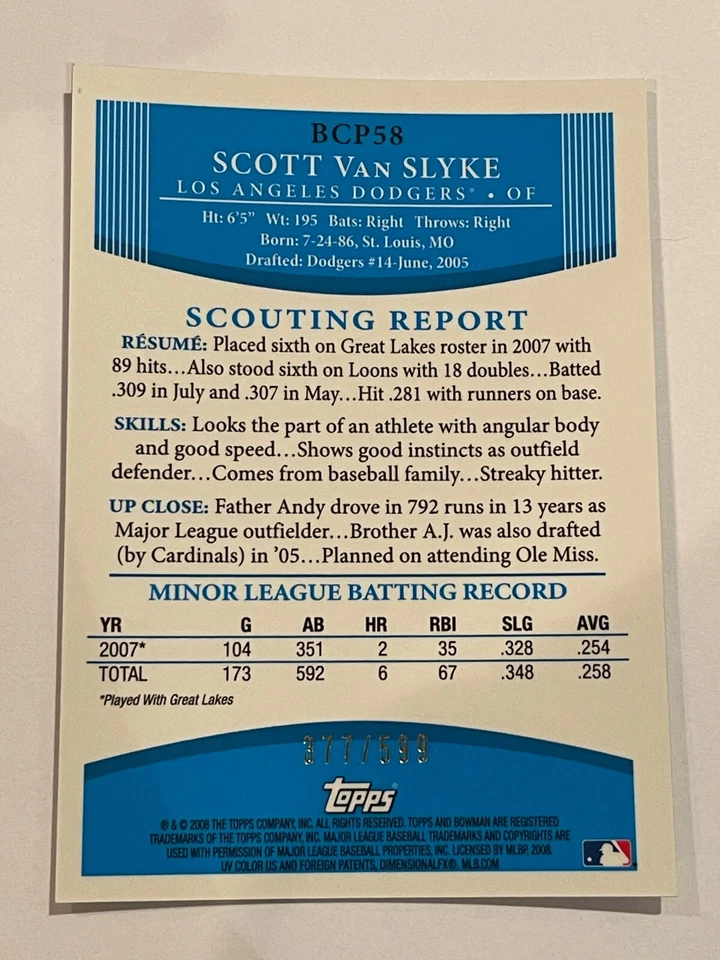 BCP58
SCOTT VAN SLYKE
LOS ANGELES DODGERS® • OF
Ht: 6'5" Wt: 195 Bats: Right Throws: Right
Born: 7-24-86, St. Louis, MO
Drafted: Dodgers #14-June, 2005
SCOUTING REPORT
RÉSUMÉ: Placed sixth on Great Lakes roster in 2007 with
89 hits...Also stood sixth on Loons with 18 doubles...Batted
.309 in July and .307 in May...Hit .281 with runners on base.
SKILLS: Looks the part of an athlete with angular body
and good speed...Shows good instincts as outfield
defender...Comes from baseball family...Streaky hitter.
UP CLOSE: Father Andy drove in 792 runs in 13 years as
Major League outfielder...Brother A.J. was also drafted
(by Cardinals) in '05...Planned on attending Ole Miss.
MINOR LEAGUE BATTING RECORD
YR G AB HR RBI SLG AVG
2007* 104 351 2 35 .328 .254
TOTAL 173 592 6 67 .348 .258
*Played With Great Lakes
377/599
topps®
® & © 2008 THE TOPPS COMPANY, INC. ALL RIGHTS RESERVED. TOPPS AND BOWMAN ARE REGISTERED
TRADEMARKS OF THE TOPPS COMPANY, INC. MAJOR LEAGUE BASEBALL TRADEMARKS AND COPYRIGHTS ARE
USED WITH PERMISSION OF MAJOR LEAGUE BASEBALL PROPERTIES, INC. LICENSED BY MLBP, 2008.
UV COLOR US AND FOREIGN PATENTS, DIMENSIONALFX®. MLB.COM